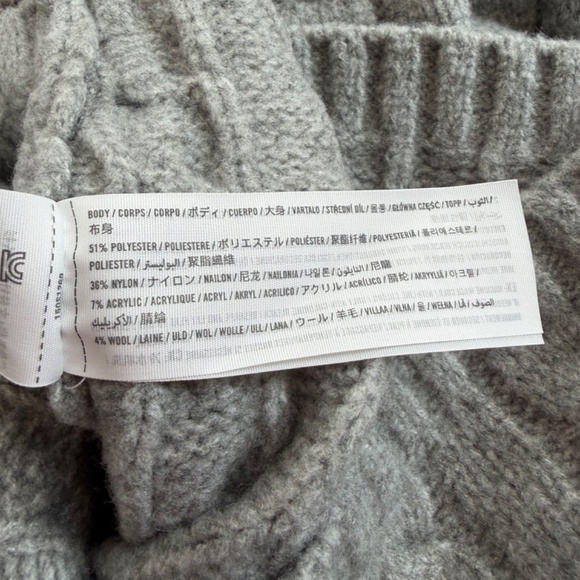 BODY / CORPS / CORPO / ボディ / CUERPO / 大身 / VARTALO / STŘEDNÍ DÍL / 몸통 / GŁÓWNA CZĘŚĆ / TOPP / الثوب /
布身
51% POLYESTER / POLIESTERE / ポリエステル / POLIÉSTER / 聚酯纤维 / POLYESTERIÄ / 폴리에스테르 /
POLIESTER / البوليستر / 聚酯纖維
36% NYLON / ナイロン / NAILON / 尼龙 / NAILONIA / 나일론 / النايلون / 尼龍
7% ACRYLIC / ACRYLIQUE / ACRYL / AKRYL / ACRILICO / アクリル / ACRÍLICO / 腈纶 / AKRYYLIÄ / 아크릴 /
الأكريليك / 腈綸
4% WOOL / LAINE / ULD / WOL / WOLLE / ULL / LANA / ウール / 羊毛 / VILLAA / VLNA / 울 / WEŁNA / LÃ / الصوف